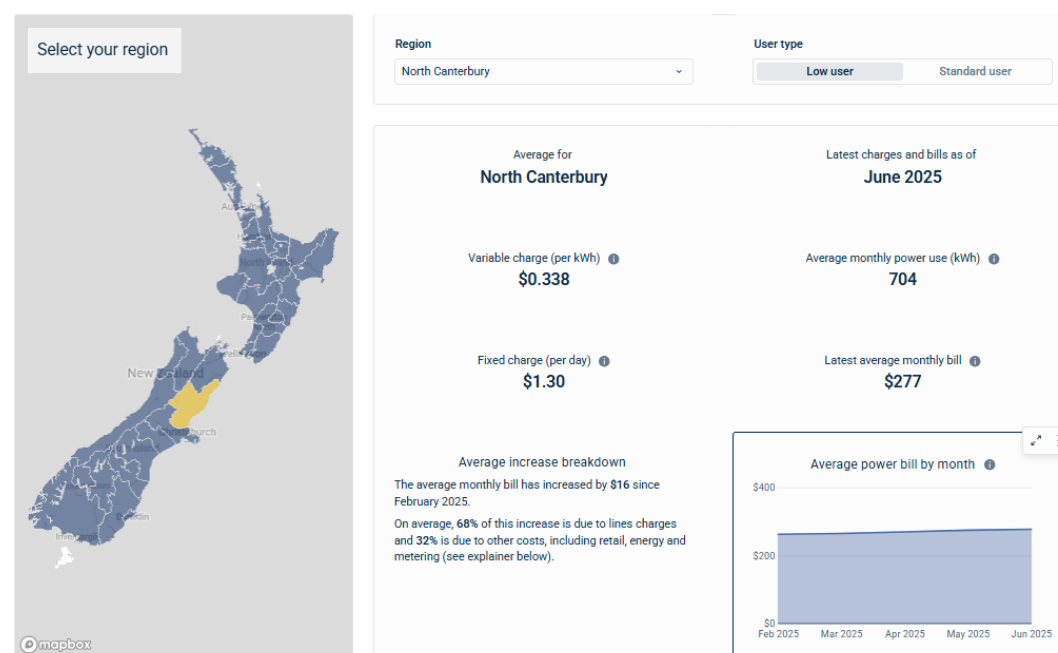 Select your region
New Zealand
mapbox
Region
North Canterbury
User type
Low user
Standard user
Average for
North Canterbury
Latest charges and bills as of
June 2025
Variable charge (per kWh)
$0.338
Average monthly power use (kWh)
704
Fixed charge (per day)
$1.30
Latest average monthly bill
$277
Average increase breakdown
The average monthly bill has increased by $16 since
February 2025.
On average, 68% of this increase is due to lines charges
and 32% is due to other costs, including retail, energy and
metering (see explainer below).
Average power bill by month
$400
$200
$0
Feb 2025 Mar 2025 Apr 2025 May 2025 Jun 2025